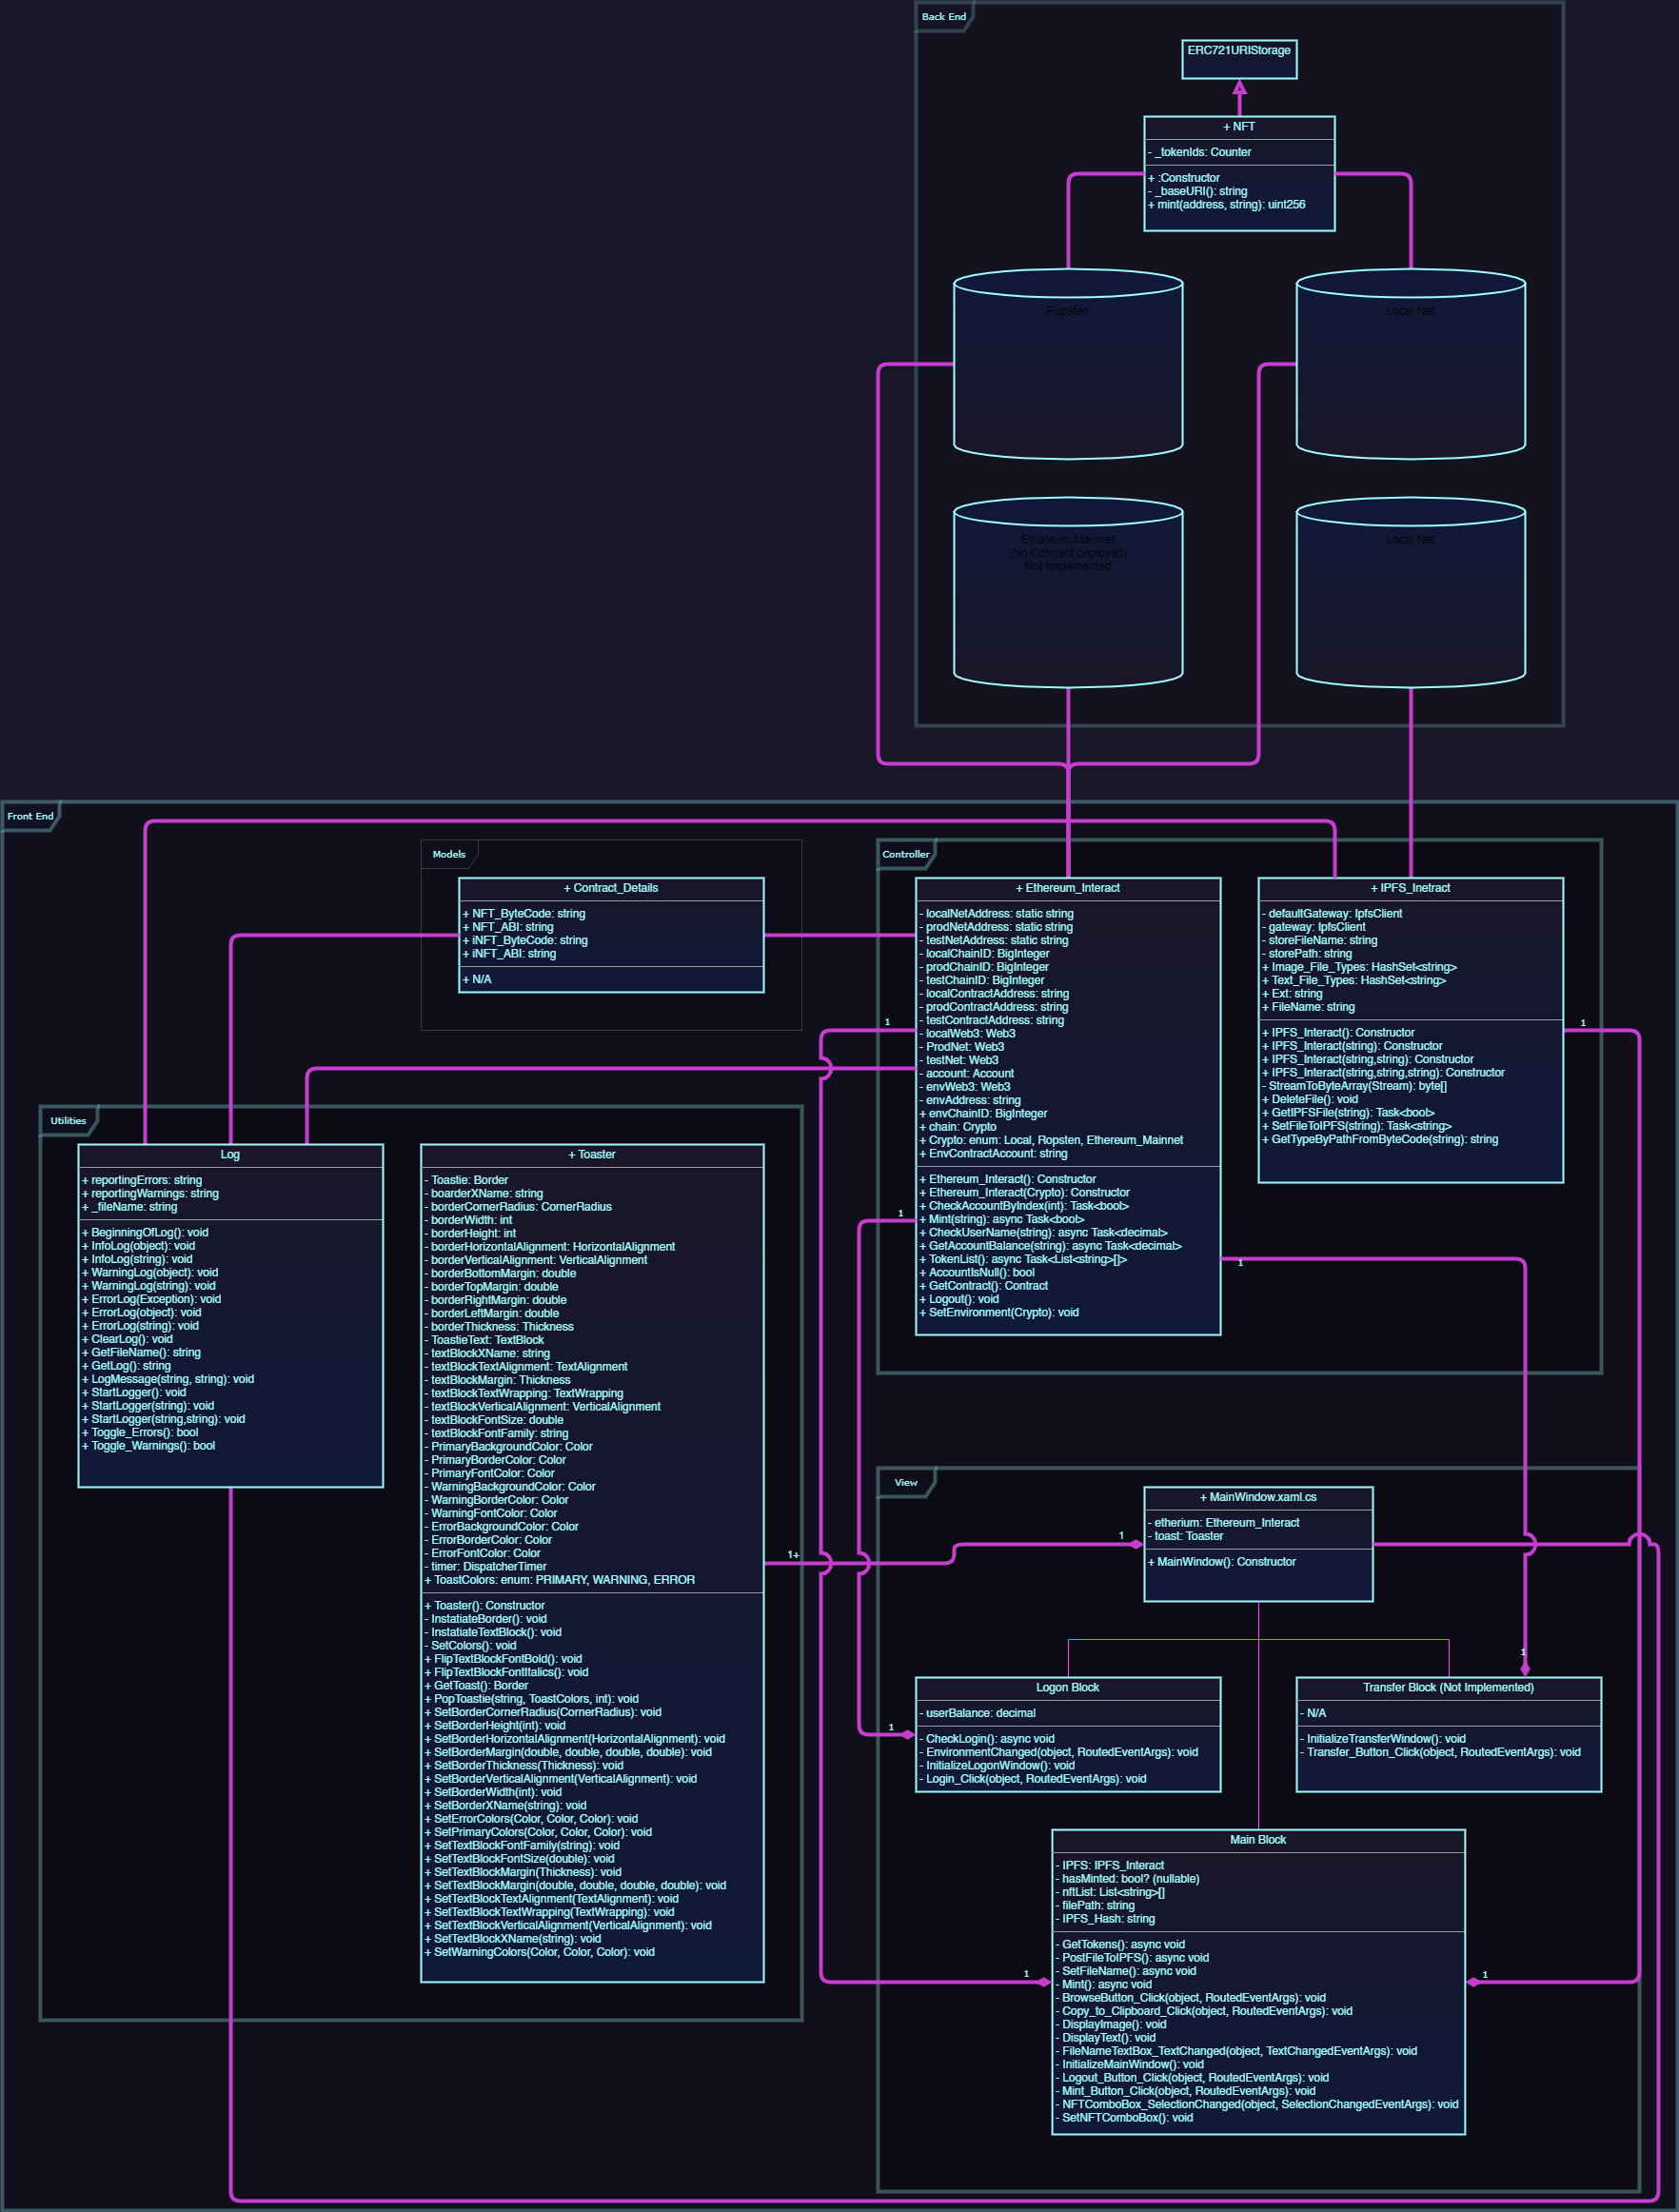 Back End
ERC721URIStorage
+ NFT
- _tokenIds: Counter
+ :Constructor
- _baseURI(): string
+ mint(address, string): uint256
Ropsten
Local Net
Ethereum Mainnet
(No Contract deployed)
Not Implemented
Local Net
Front End
Models
+ Contract_Details
+ NFT_ByteCode: string
+ NFT_ABI: string
+ iNFT_ByteCode: string
+ iNFT_ABI: string
+ N/A
Controller
+ Ethereum_Interact
- localNetAddress: static string
- prodNetAddress: static string
- testNetAddress: static string
- localChainID: BigInteger
- prodChainID: BigInteger
- testChainID: BigInteger
- localContractAddress: string
- prodContractAddress: string
- testContractAddress: string
- localWeb3: Web3
- ProdNet: Web3
- testNet: Web3
- account: Account
- envWeb3: Web3
- envAddress: string
+ envChainID: BigInteger
+ chain: Crypto
+ Crypto: enum: Local, Ropsten, Ethereum_Mainnet
+ EnvContractAccount: string
+ Ethereum_Interact(): Constructor
+ Ethereum_Interact(Crypto): Constructor
+ CheckAccountByIndex(int): Task<bool>
+ Mint(string): async Task<bool>
+ CheckUserName(string): async Task<decimal>
+ GetAccountBalance(string): async Task<decimal>
+ TokenList(): async Task<List<string>[]>
+ AccountIsNull(): bool
+ GetContract(): Contract
+ Logout(): void
+ SetEnvironment(Crypto): void
1
1
1
+ IPFS_Inetract
- defaultGateway: IpfsClient
- gateway: IpfsClient
- storeFileName: string
- storePath: string
+ Image_File_Types: HashSet<string>
+ Text_File_Types: HashSet<string>
+ Ext: string
+ FileName: string
+ IPFS_Interact(): Constructor
+ IPFS_Interact(string): Constructor
+ IPFS_Interact(string,string): Constructor
+ IPFS_Interact(string,string,string): Constructor
- StreamToByteArray(Stream): byte[]
+ DeleteFile(): void
+ GetIPFSFile(string): Task<bool>
+ SetFileToIPFS(string): Task<string>
+ GetTypeByPathFromByteCode(string): string
1
Utilities
Log
+ reportingErrors: string
+ reportingWarnings: string
+ _fileName: string
+ BeginningOfLog(): void
+ InfoLog(object): void
+ InfoLog(string): void
+ WarningLog(object): void
+ WarningLog(string): void
+ ErrorLog(Exception): void
+ ErrorLog(object): void
+ ErrorLog(string): void
+ ClearLog(): void
+ GetFileName(): string
+ GetLog(): string
+ LogMessage(string, string): void
+ StartLogger(): void
+ StartLogger(string): void
+ StartLogger(string,string): void
+ Toggle_Errors(): bool
+ Toggle_Warnings(): bool
+ Toaster
- Toastie: Border
- boarderXName: string
- borderCornerRadius: CornerRadius
- borderWidth: int
- borderHeight: int
- borderHorizontalAlignment: HorizontalAlignment
- borderVerticalAlignment: VerticalAlignment
- borderBottomMargin: double
- borderTopMargin: double
- borderRightMargin: double
- borderLeftMargin: double
- borderThickness: Thickness
- ToastieText: TextBlock
- textBlockXName: string
- textBlockTextAlignment: TextAlignment
- textBlockMargin: Thickness
- textBlockTextWrapping: TextWrapping
- textBlockVerticalAlignment: VerticalAlignment
- textBlockFontSize: double
- textBlockFontFamily: string
- PrimaryBackgroundColor: Color
- PrimaryBorderColor: Color
- PrimaryFontColor: Color
- WarningBackgroundColor: Color
- WarningBorderColor: Color
- WarningFontColor: Color
- ErrorBackgroundColor: Color
- ErrorBorderColor: Color
- ErrorFontColor: Color
- timer: DispatcherTimer
+ ToastColors: enum: PRIMARY, WARNING, ERROR
+ Toaster(): Constructor
- InstatiateBorder(): void
- InstatiateTextBlock(): void
- SetColors(): void
+ FlipTextBlockFontBold(): void
+ FlipTextBlockFontItalics(): void
+ GetToast(): Border
+ PopToastie(string, ToastColors, int): void
+ SetBorderCornerRadius(CornerRadius): void
+ SetBorderHeight(int): void
+ SetBorderHorizontalAlignment(HorizontalAlignment): void
+ SetBorderMargin(double, double, double, double): void
+ SetBorderThickness(Thickness): void
+ SetBorderVerticalAlignment(VerticalAlignment): void
+ SetBorderWidth(int): void
+ SetBorderXName(string): void
+ SetErrorColors(Color, Color, Color): void
+ SetPrimaryColors(Color, Color, Color): void
+ SetTextBlockFontFamily(string): void
+ SetTextBlockFontSize(double): void
+ SetTextBlockMargin(Thickness): void
+ SetTextBlockMargin(double, double, double, double): void
+ SetTextBlockTextAlignment(TextAlignment): void
+ SetTextBlockTextWrapping(TextWrapping): void
+ SetTextBlockVerticalAlignment(VerticalAlignment): void
+ SetTextBlockXName(string): void
+ SetWarningColors(Color, Color, Color): void
1+
View
1
+ MainWindow.xaml.cs
- etherium: Ethereum_Interact
- toast: Toaster
+ MainWindow(): Constructor
1
Logon Block
- userBalance: decimal
- CheckLogin(): async void
- EnvironmentChanged(object, RoutedEventArgs): void
- InitializeLogonWindow(): void
- Login_Click(object, RoutedEventArgs): void
1
Transfer Block (Not Implemented)
- N/A
- InitializeTransferWindow(): void
- Transfer_Button_Click(object, RoutedEventArgs): void
Main Block
- IPFS: IPFS_Interact
- hasMinted: bool? (nullable)
- nftList: List<string>[]
- filePath: string
- IPFS_Hash: string
- GetTokens(): async void
- PostFileToIPFS(): async void
- SetFileName(): async void
- Mint(): async void
- BrowseButton_Click(object, RoutedEventArgs): void
- Copy_to_Clipboard_Click(object, RoutedEventArgs): void
- DisplayImage(): void
- DisplayText(): void
- FileNameTextBox_TextChanged(object, TextChangedEventArgs): void
- InitializeMainWindow(): void
- Logout_Button_Click(object, RoutedEventArgs): void
- Mint_Button_Click(object, RoutedEventArgs): void
- NFTComboBox_SelectionChanged(object, SelectionChangedEventArgs): void
- SetNFTComboBox(): void
1
1